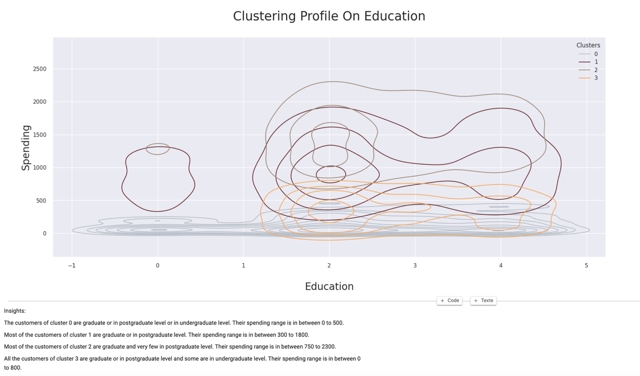 Clustering Profile On Education
Clusters
0
1
2
3
2500
2000
1500
1000
500
0
Spending
−1
0
1
2
3
4
5
Education
+ Code
+ Texte
Insights:
The customers of cluster 0 are graduate or in postgraduate level or in undergraduate level. Their spending range is in between 0 to 500.
Most of the customers of cluster 1 are graduate or in postgraduate level. Their spending range is in between 300 to 1800.
Most of the customers of cluster 2 are graduate and very few in postgraduate level. Their spending range is in between 750 to 2300.
All the customers of cluster 3 are graduate or in postgraduate level and some are in undergraduate level. Their spending range is in between 0
to 800.